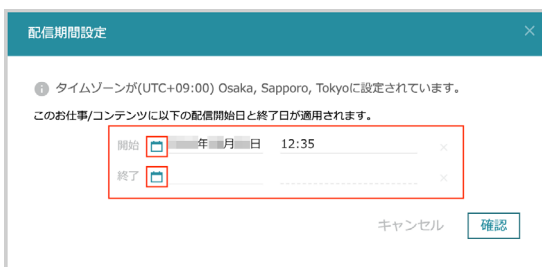 配信期間設定
タイムゾーンが(UTC+09:00) Osaka, Sapporo, Tokyoに設定されています。
このお仕事/コンテンツに以下の配信開始日と終了日が適用されます。
開始 年 月 日 12:35
終了
キャンセル 確認